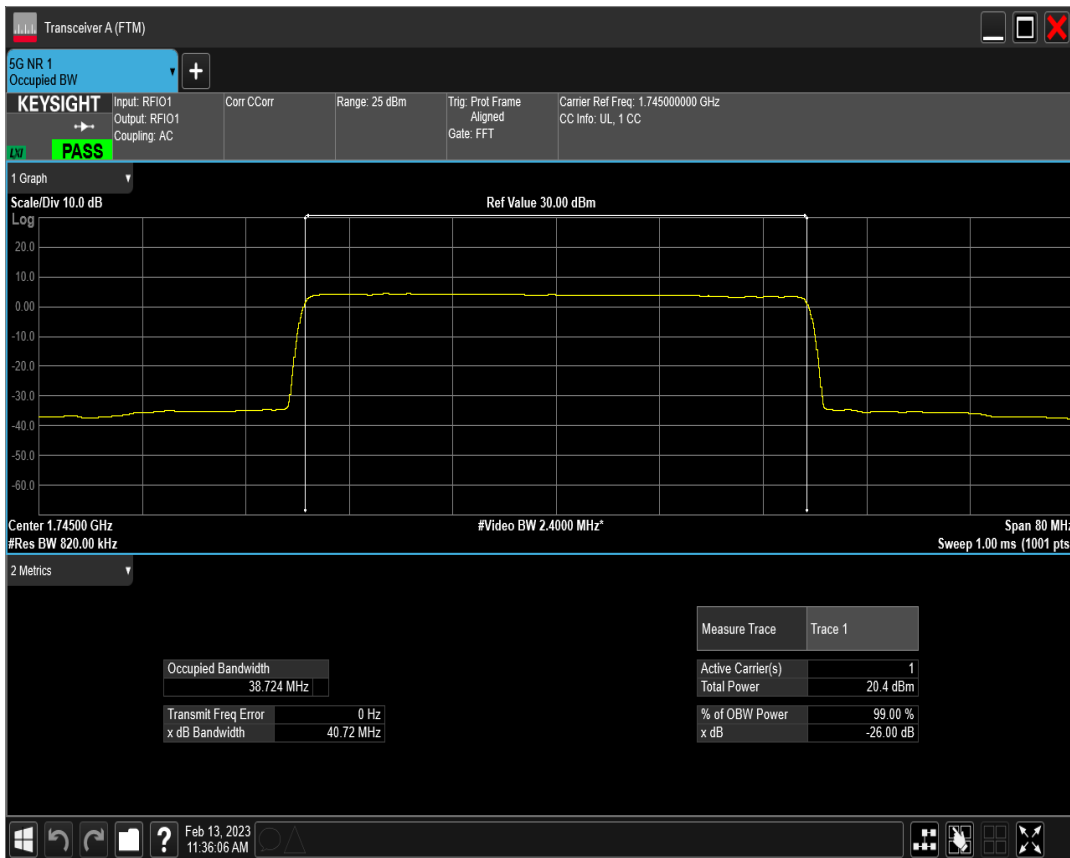 Transceiver A (FTM)
5G NR 1
Occupied BW
+
KEYSIGHT
LXI
PASS
Input: RFIO1
Output: RFIO1
Coupling: AC
Corr CCorr
Range: 25 dBm
Trig: Prot Frame
Aligned
Gate: FFT
Carrier Ref Freq: 1.745000000 GHz
CC Info: UL, 1 CC
1 Graph
Scale/Div 10.0 dB
Ref Value 30.00 dBm
Log
20.0
10.0
0.00
-10.0
-20.0
-30.0
-40.0
-50.0
-60.0
Center 1.74500 GHz
#Video BW 2.4000 MHz*
Span 80 MHz
#Res BW 820.00 kHz
Sweep 1.00 ms (1001 pts
2 Metrics
Measure Trace Trace 1
Occupied Bandwidth
38.724 MHz
Active Carrier(s) 1
Total Power 20.4 dBm
Transmit Freq Error 0 Hz
x dB Bandwidth 40.72 MHz
% of OBW Power 99.00 %
x dB -26.00 dB
?
Feb 13, 2023
11:36:06 AM